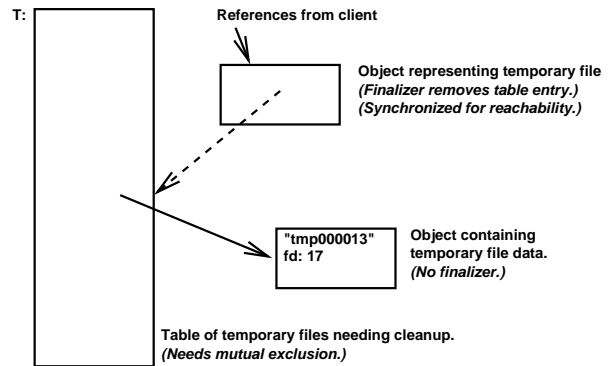 T:
References from client
Object representing temporary file
(Finalizer removes table entry.)
(Synchronized for reachability.)
"tmp000013"
fd: 17
Object containing
temporary file data.
(No finalizer.)
Table of temporary files needing cleanup.
(Needs mutual exclusion.)